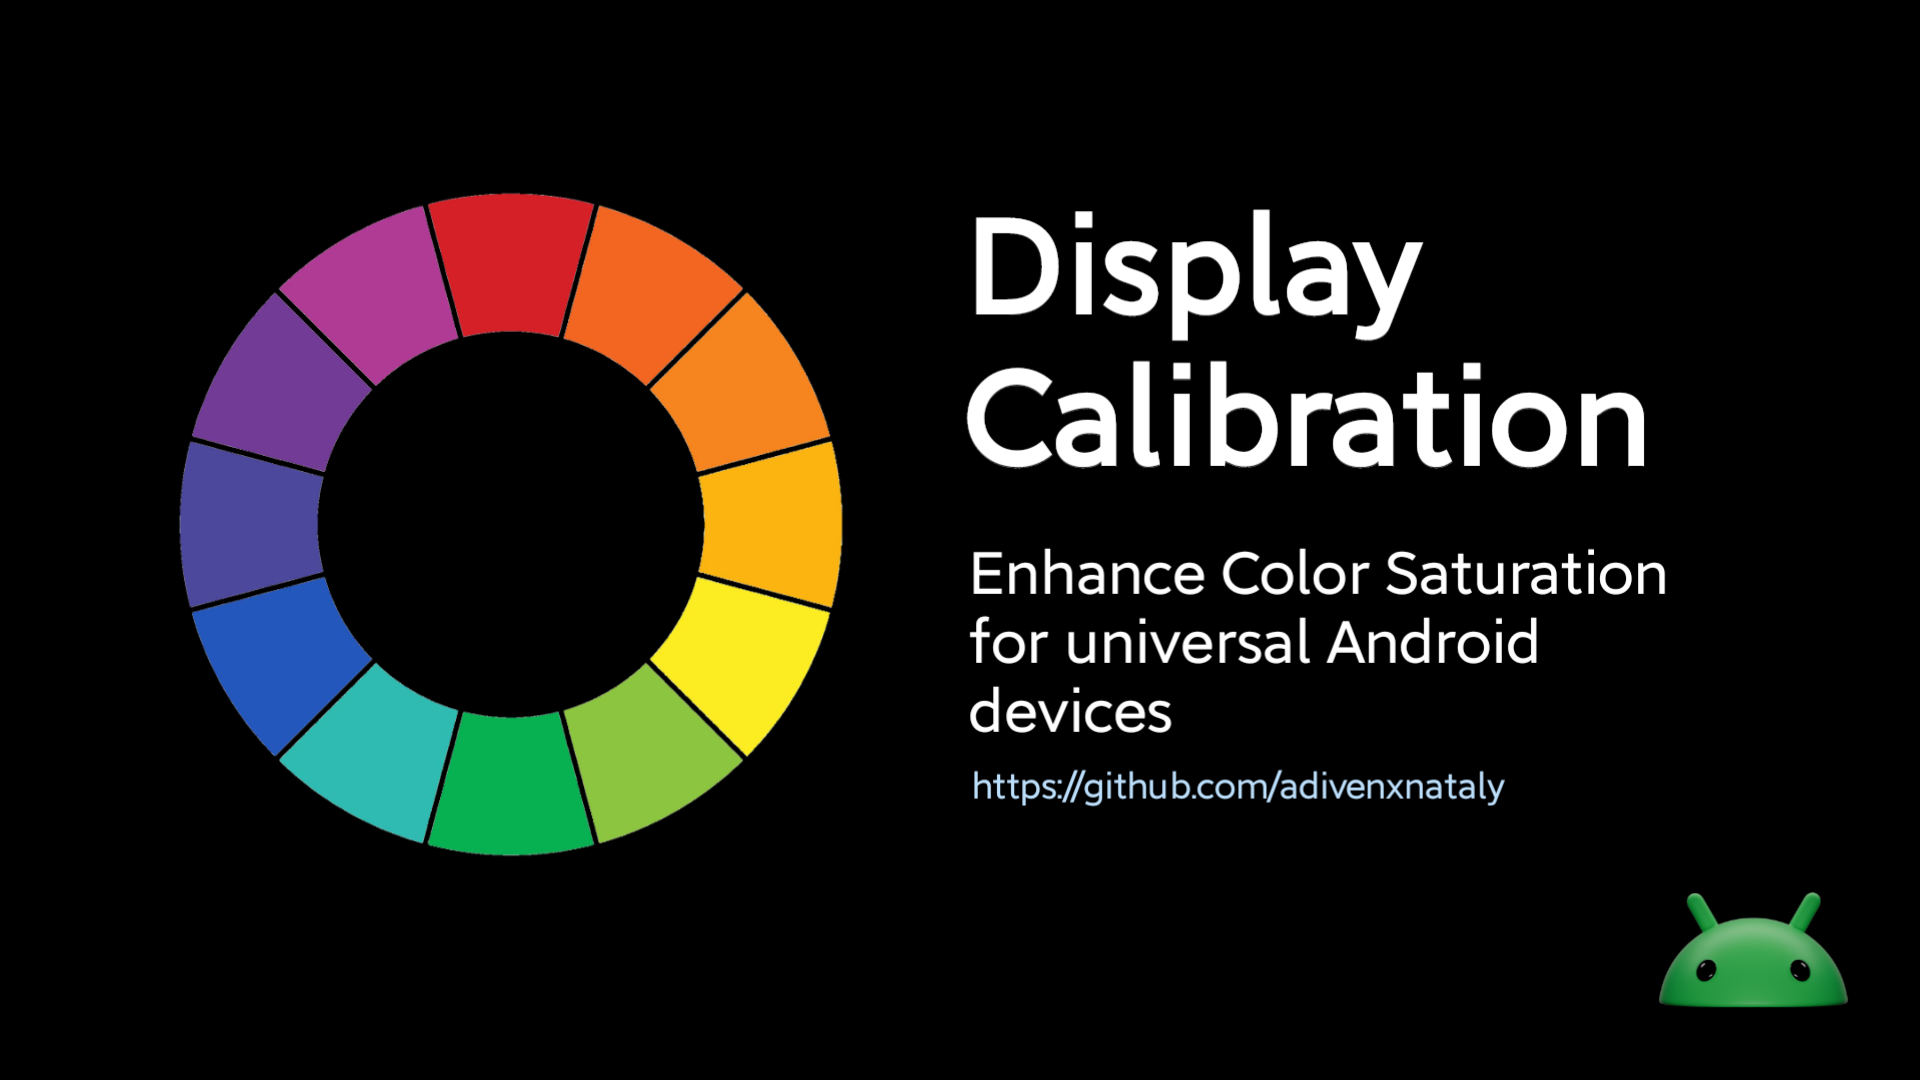 Display
Calibration
Enhance Color Saturation
for universal Android
devices
https://github.com/adivenxnataly